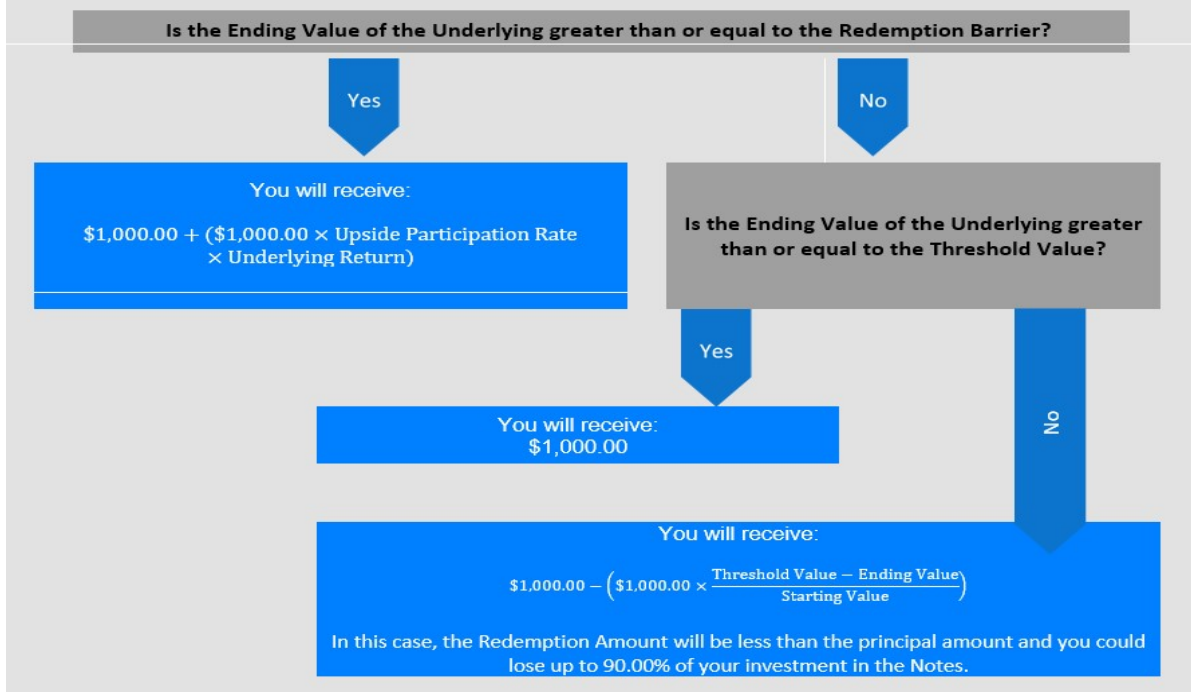 Is the Ending Value of the Underlying greater than or equal to the Redemption Barrier?
Yes
No
You will receive:
$1,000.00 + ($1,000.00 × Upside Participation Rate
× Underlying Return)
Is the Ending Value of the Underlying greater
than or equal to the Threshold Value?
Yes
No
You will receive:
$1,000.00
You will receive:
$1,000.00 − ($1,000.00 × Threshold Value − Ending Value
Starting Value)
In this case, the Redemption Amount will be less than the principal amount and you could
lose up to 90.00% of your investment in the Notes.